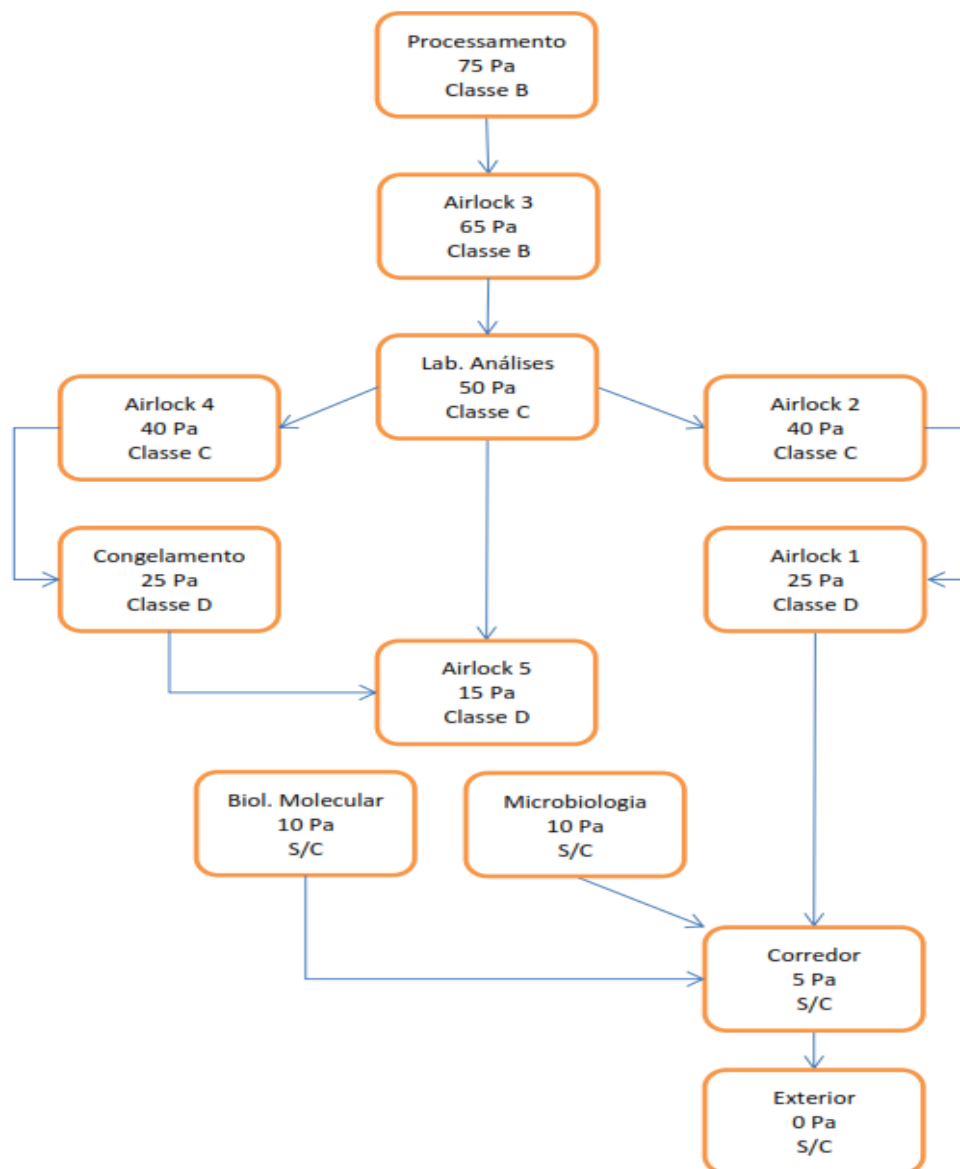 Processamento
75 Pa
Classe B
Airlock 3
65 Pa
Classe B
Lab. Análises
50 Pa
Classe C
Airlock 4
40 Pa
Classe C
Airlock 2
40 Pa
Classe C
Congelamento
25 Pa
Classe D
Airlock 1
25 Pa
Classe D
Airlock 5
15 Pa
Classe D
Biol. Molecular
10 Pa
S/C
Microbiologia
10 Pa
S/C
Corredor
5 Pa
S/C
Exterior
0 Pa
S/C